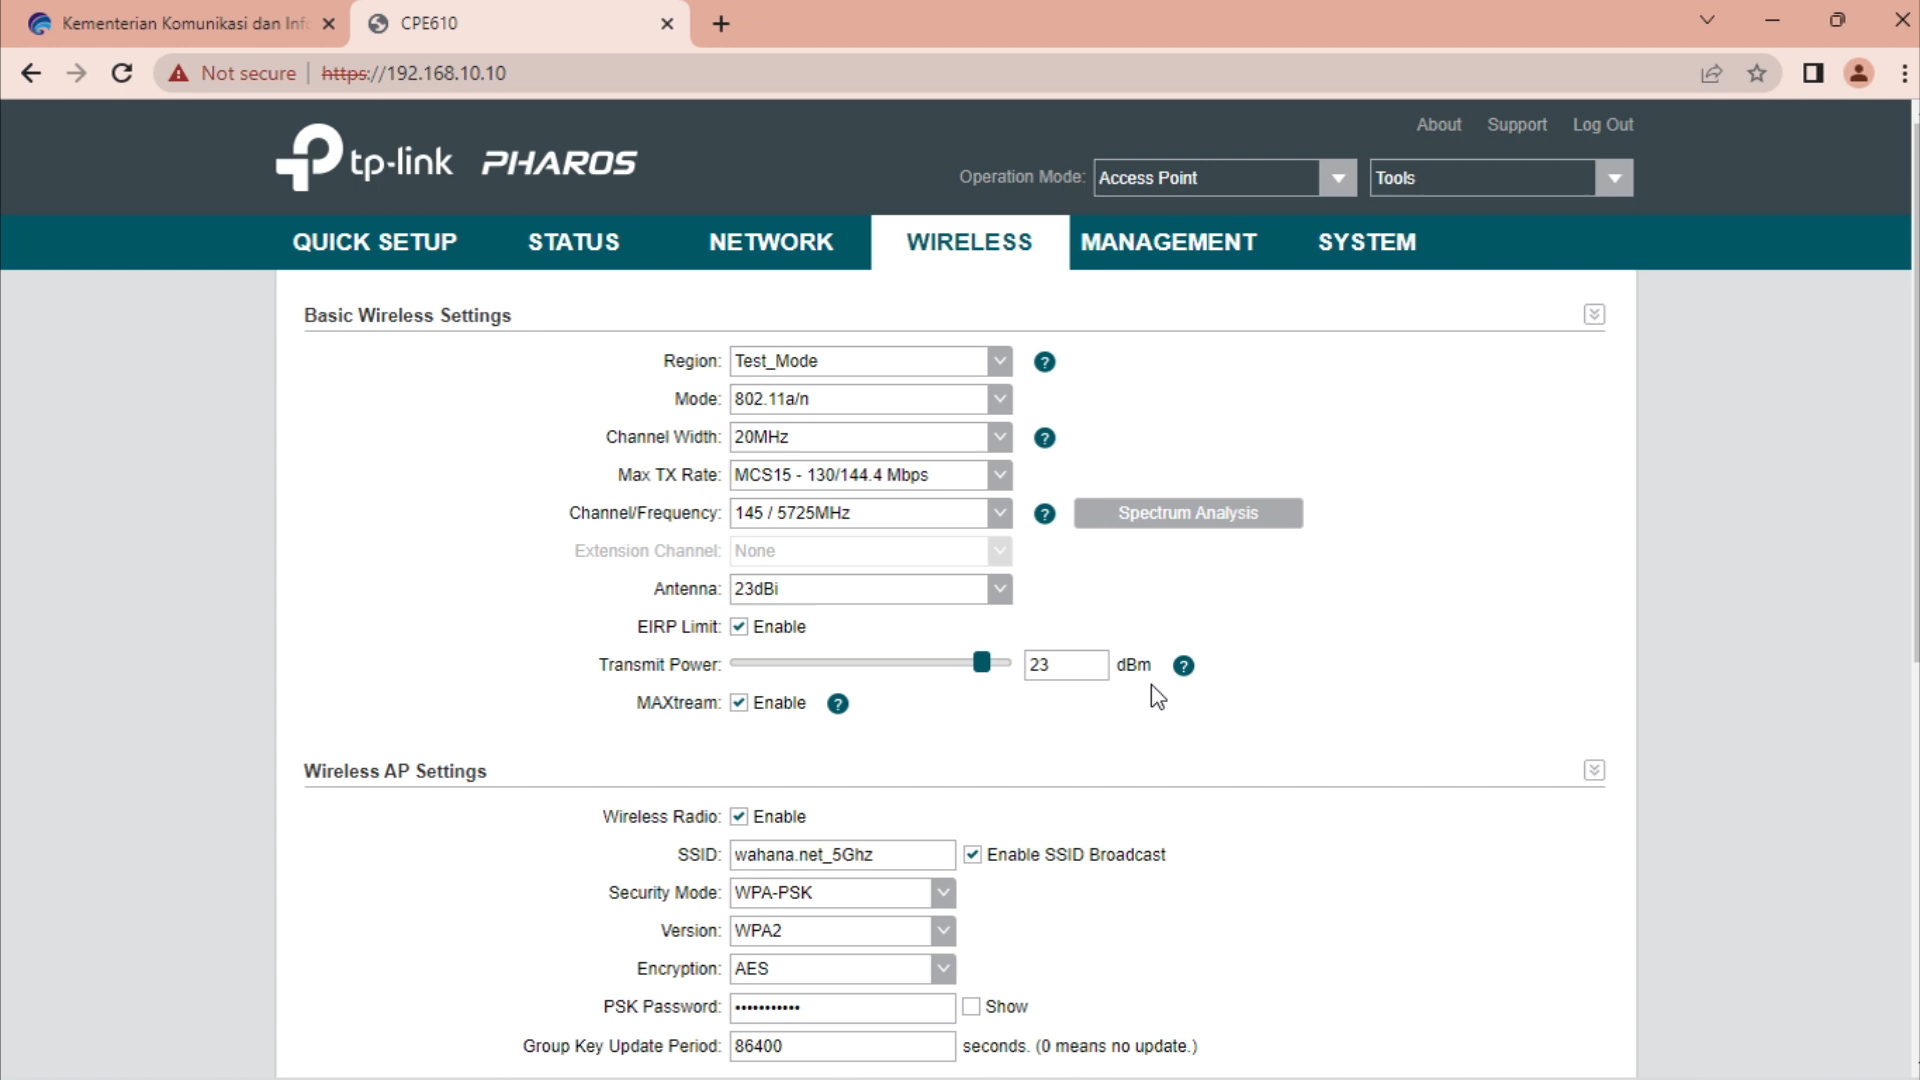 Kementerian Komunikasi dan Inf
CPE610
Not secure
https://192.168.10.10
About Support Log Out
tp-link PHAROS
Operation Mode: Access Point Tools
QUICK SETUP STATUS NETWORK WIRELESS MANAGEMENT SYSTEM
Basic Wireless Settings
Region: Test_Mode ?
Mode: 802.11a/n
Channel Width: 20MHz ?
Max TX Rate: MCS15 - 130/144.4 Mbps
Channel/Frequency: 145 / 5725MHz ? Spectrum Analysis
Extension Channel: None
Antenna: 23dBi
EIRP Limit: Enable
Transmit Power: 23 dBm ?
MAXtream: Enable ?
Wireless AP Settings
Wireless Radio: Enable
SSID: wahana.net_5Ghz Enable SSID Broadcast
Security Mode: WPA-PSK
Version: WPA2
Encryption: AES
PSK Password: ••••••••••• Show
Group Key Update Period: 86400 seconds. (0 means no update.)